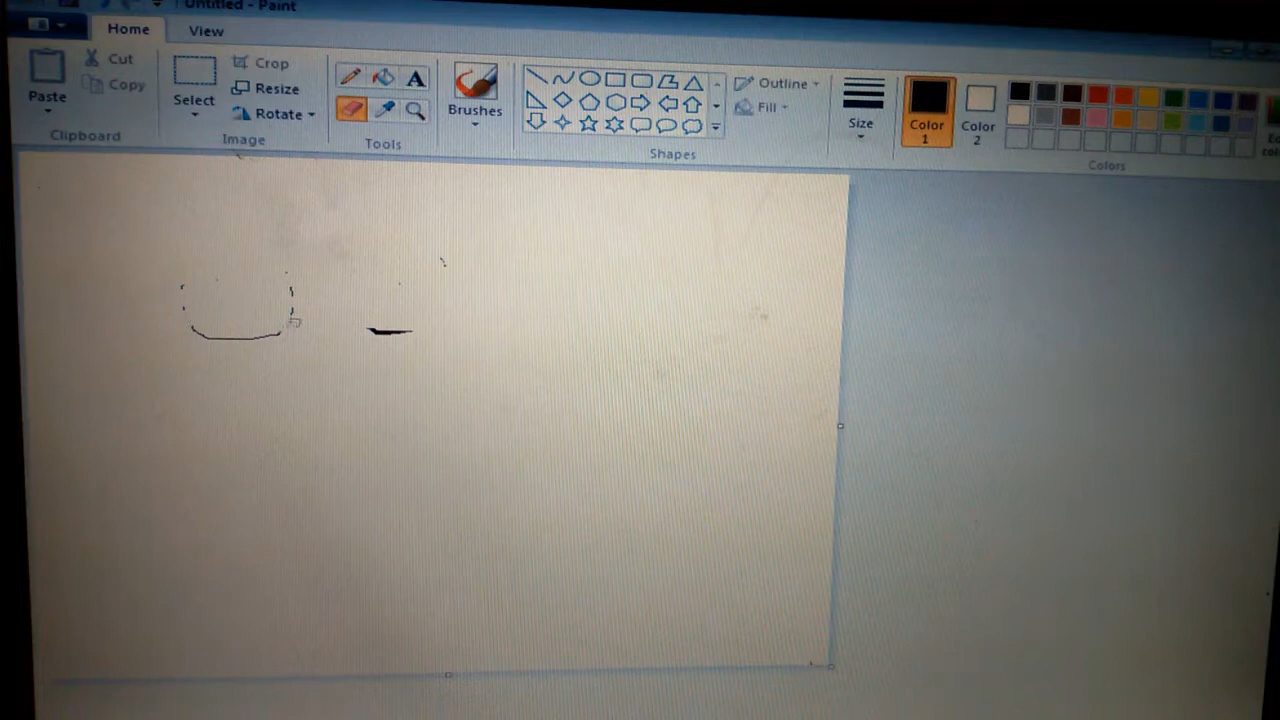 Untitled - Paint
Home View
Paste
Cut
Copy
Clipboard
Select
Crop
Resize
Rotate
Image
A
Tools
Brushes
Outline
Fill
Shapes
Size
Color 1
Color 2
Colors